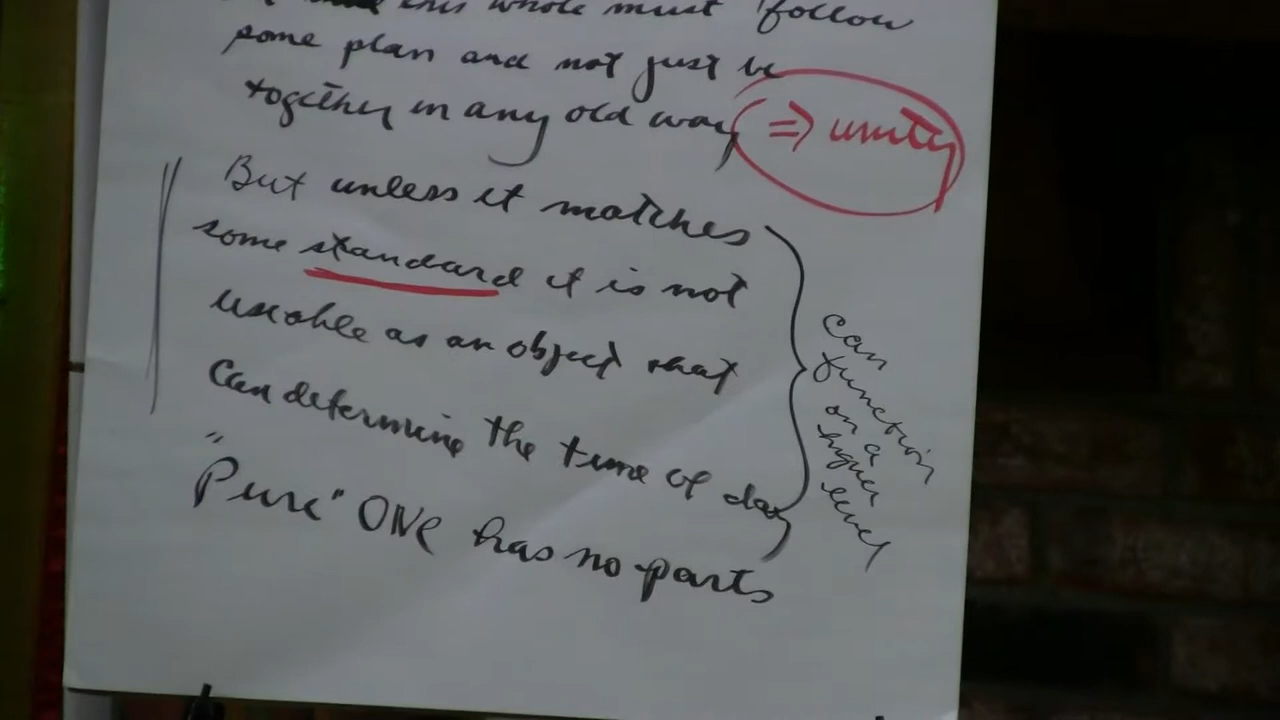 this whole must follow
some plan and not just be
together in any old way ⇒ unity
But unless it matches
some standard it is not
usable as an object that
can determine the time of day
"Pure" ONE has no parts
can
function
on a
higher
level